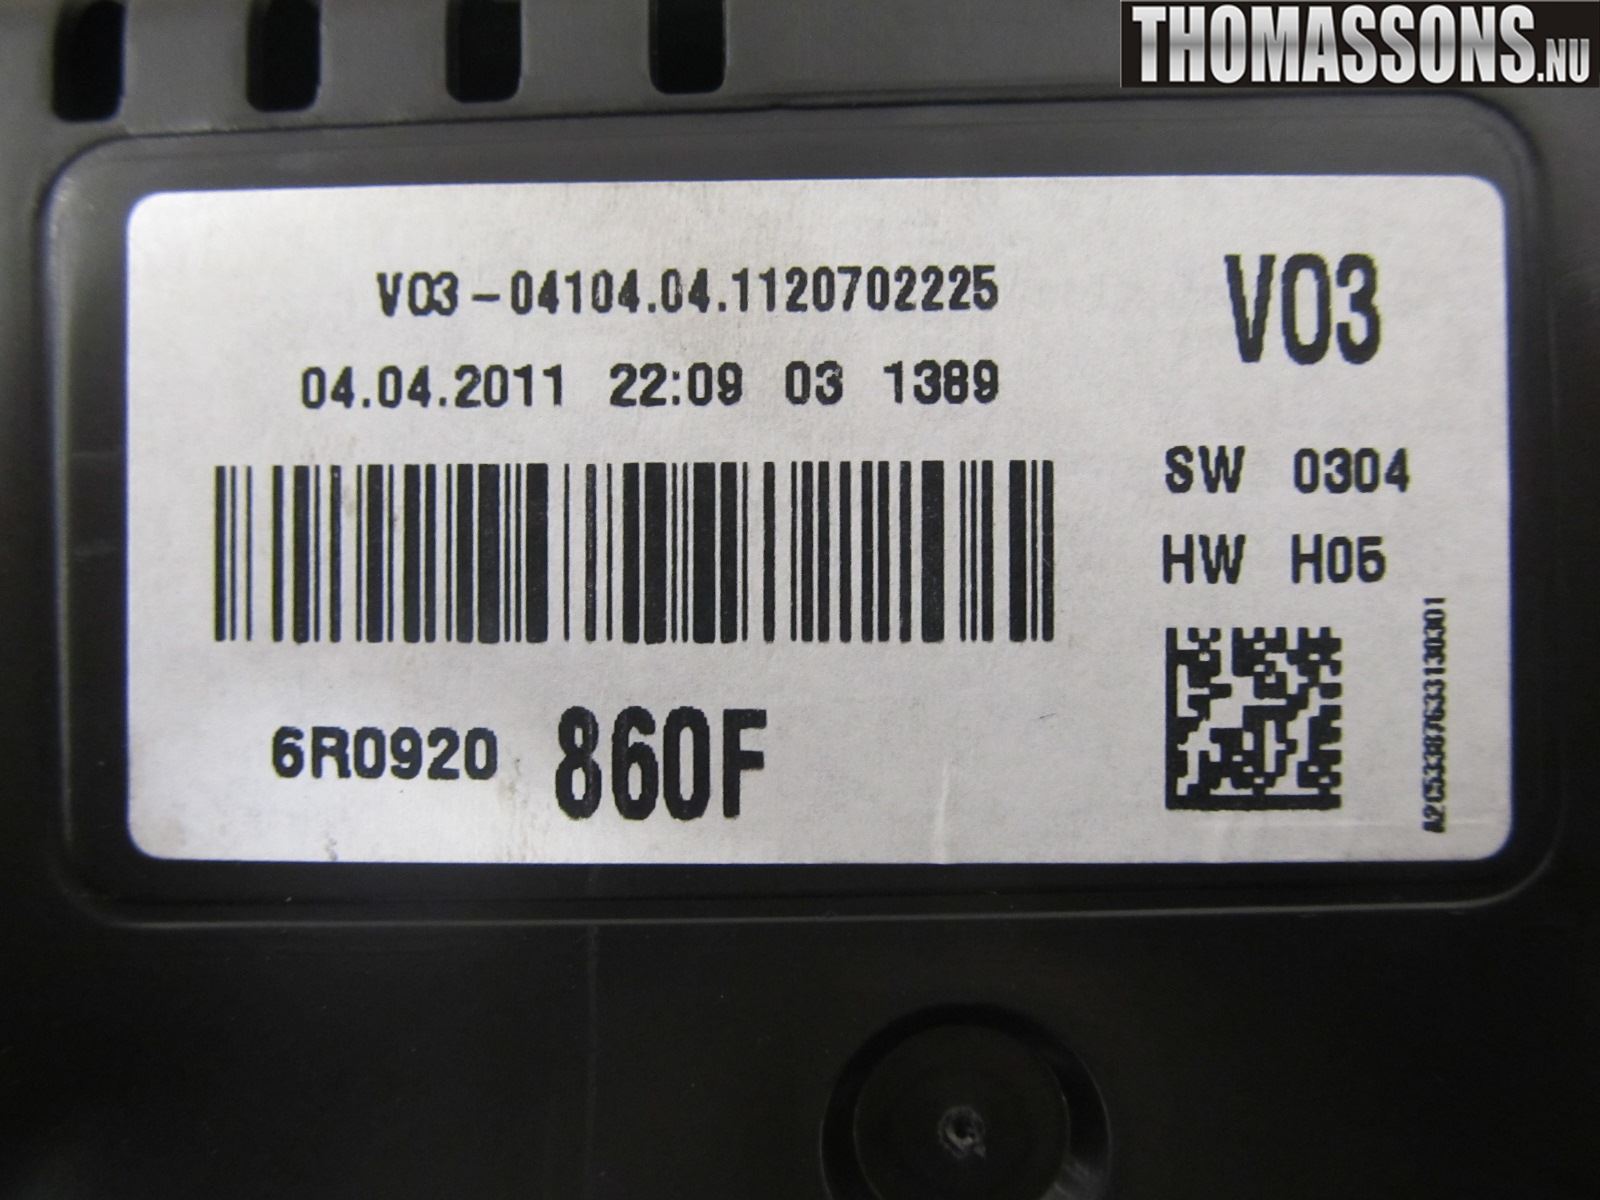 THOMASSONS.NU
V03-04104.04.1120702225
04.04.2011 22:09 03 1389
V03
SW 0304
HW H05
6R0920 860F
A2C53387633130301